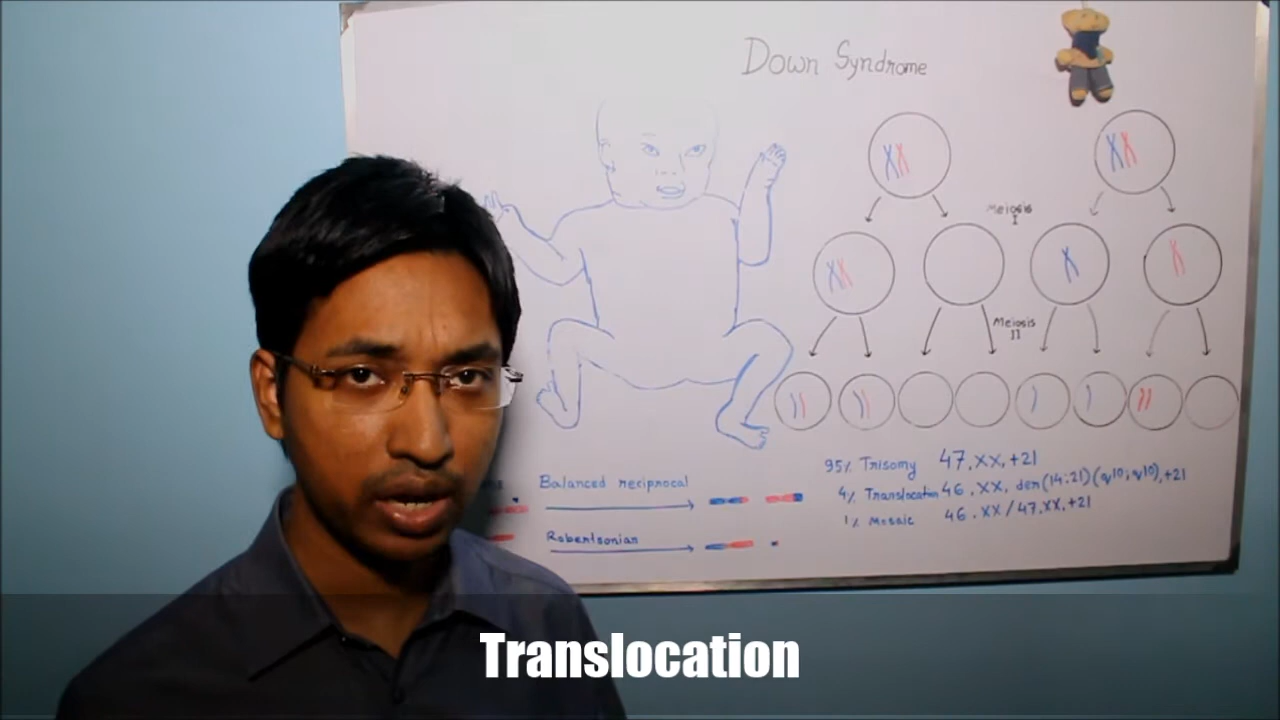 Down Syndrome
Meiosis
I
Meiosis
II
Balanced reciprocal
Robertsonian
95% Trisomy 47,XX,+21
4% Translocation 46,XX, der(14:21)(q10;q10),+21
1% Mosaic 46.XX/47,XX,+21
Translocation